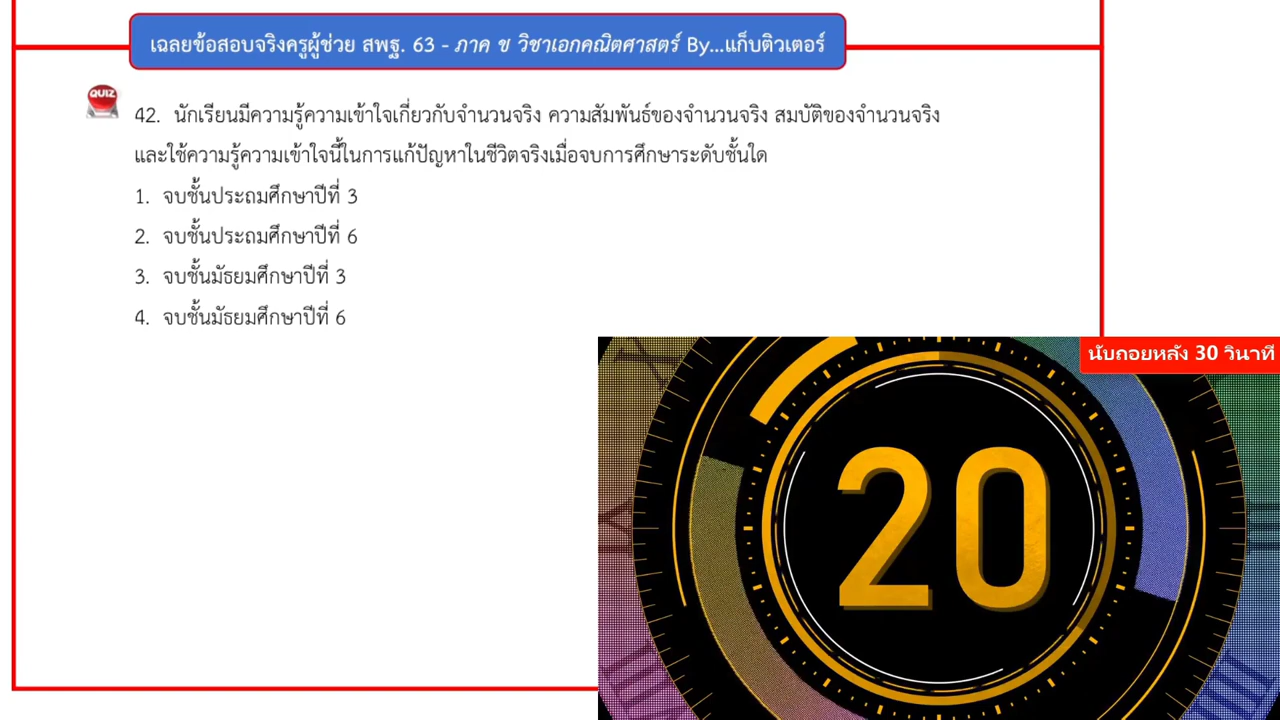 เฉลยข้อสอบจริงครูผู้ช่วย สพฐ. 63 - ภาค ข วิชาเอกคณิตศาสตร์ By...แก็บติวเตอร์
QUIZ
42. นักเรียนมีความรู้ความเข้าใจเกี่ยวกับจำนวนจริง ความสัมพันธ์ของจำนวนจริง สมบัติของจำนวนจริง
และใช้ความรู้ความเข้าใจนี้ในการแก้ปัญหาในชีวิตจริงเมื่อจบการศึกษาระดับชั้นใด
1. จบชั้นประถมศึกษาปีที่ 3
2. จบชั้นประถมศึกษาปีที่ 6
3. จบชั้นมัธยมศึกษาปีที่ 3
4. จบชั้นมัธยมศึกษาปีที่ 6
นับถอยหลัง 30 วินาที
20